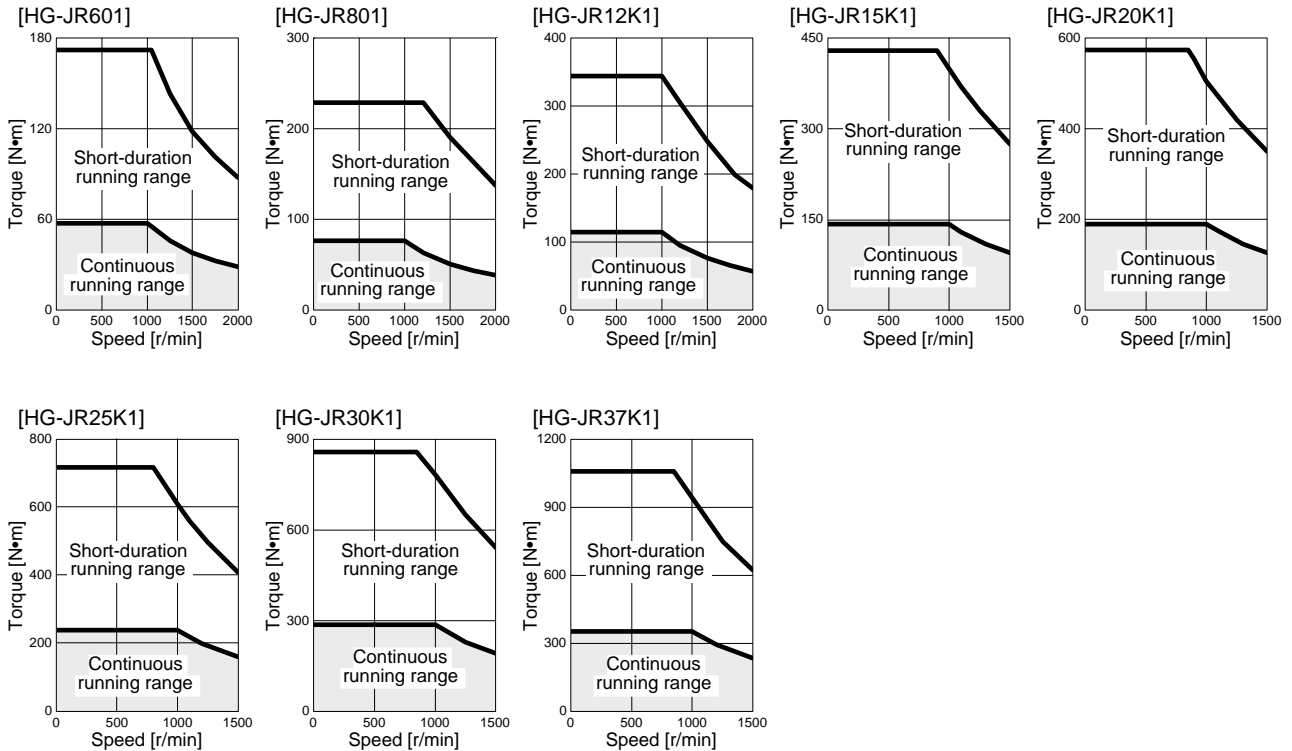 [HG-JR601]
180
120
60
0
Torque [N•m]
Short-duration
running range
Continuous
running range
0 500 1000 1500 2000
Speed [r/min]
[HG-JR801]
300
200
100
0
Torque [N•m]
Short-duration
running range
Continuous
running range
0 500 1000 1500 2000
Speed [r/min]
[HG-JR12K1]
400
300
200
100
0
Torque [N•m]
Short-duration
running range
Continuous
running range
0 500 1000 1500 2000
Speed [r/min]
[HG-JR15K1]
450
300
150
0
Torque [N•m]
Short-duration
running range
Continuous
running range
0 500 1000 1500
Speed [r/min]
[HG-JR20K1]
600
400
200
0
Torque [N•m]
Short-duration
running range
Continuous
running range
0 500 1000 1500
Speed [r/min]
[HG-JR25K1]
800
600
400
200
0
Torque [N•m]
Short-duration
running range
Continuous
running range
0 500 1000 1500
Speed [r/min]
[HG-JR30K1]
900
600
300
0
Torque [N•m]
Short-duration
running range
Continuous
running range
0 500 1000 1500
Speed [r/min]
[HG-JR37K1]
1200
900
600
300
0
Torque [N•m]
Short-duration
running range
Continuous
running range
0 500 1000 1500
Speed [r/min]